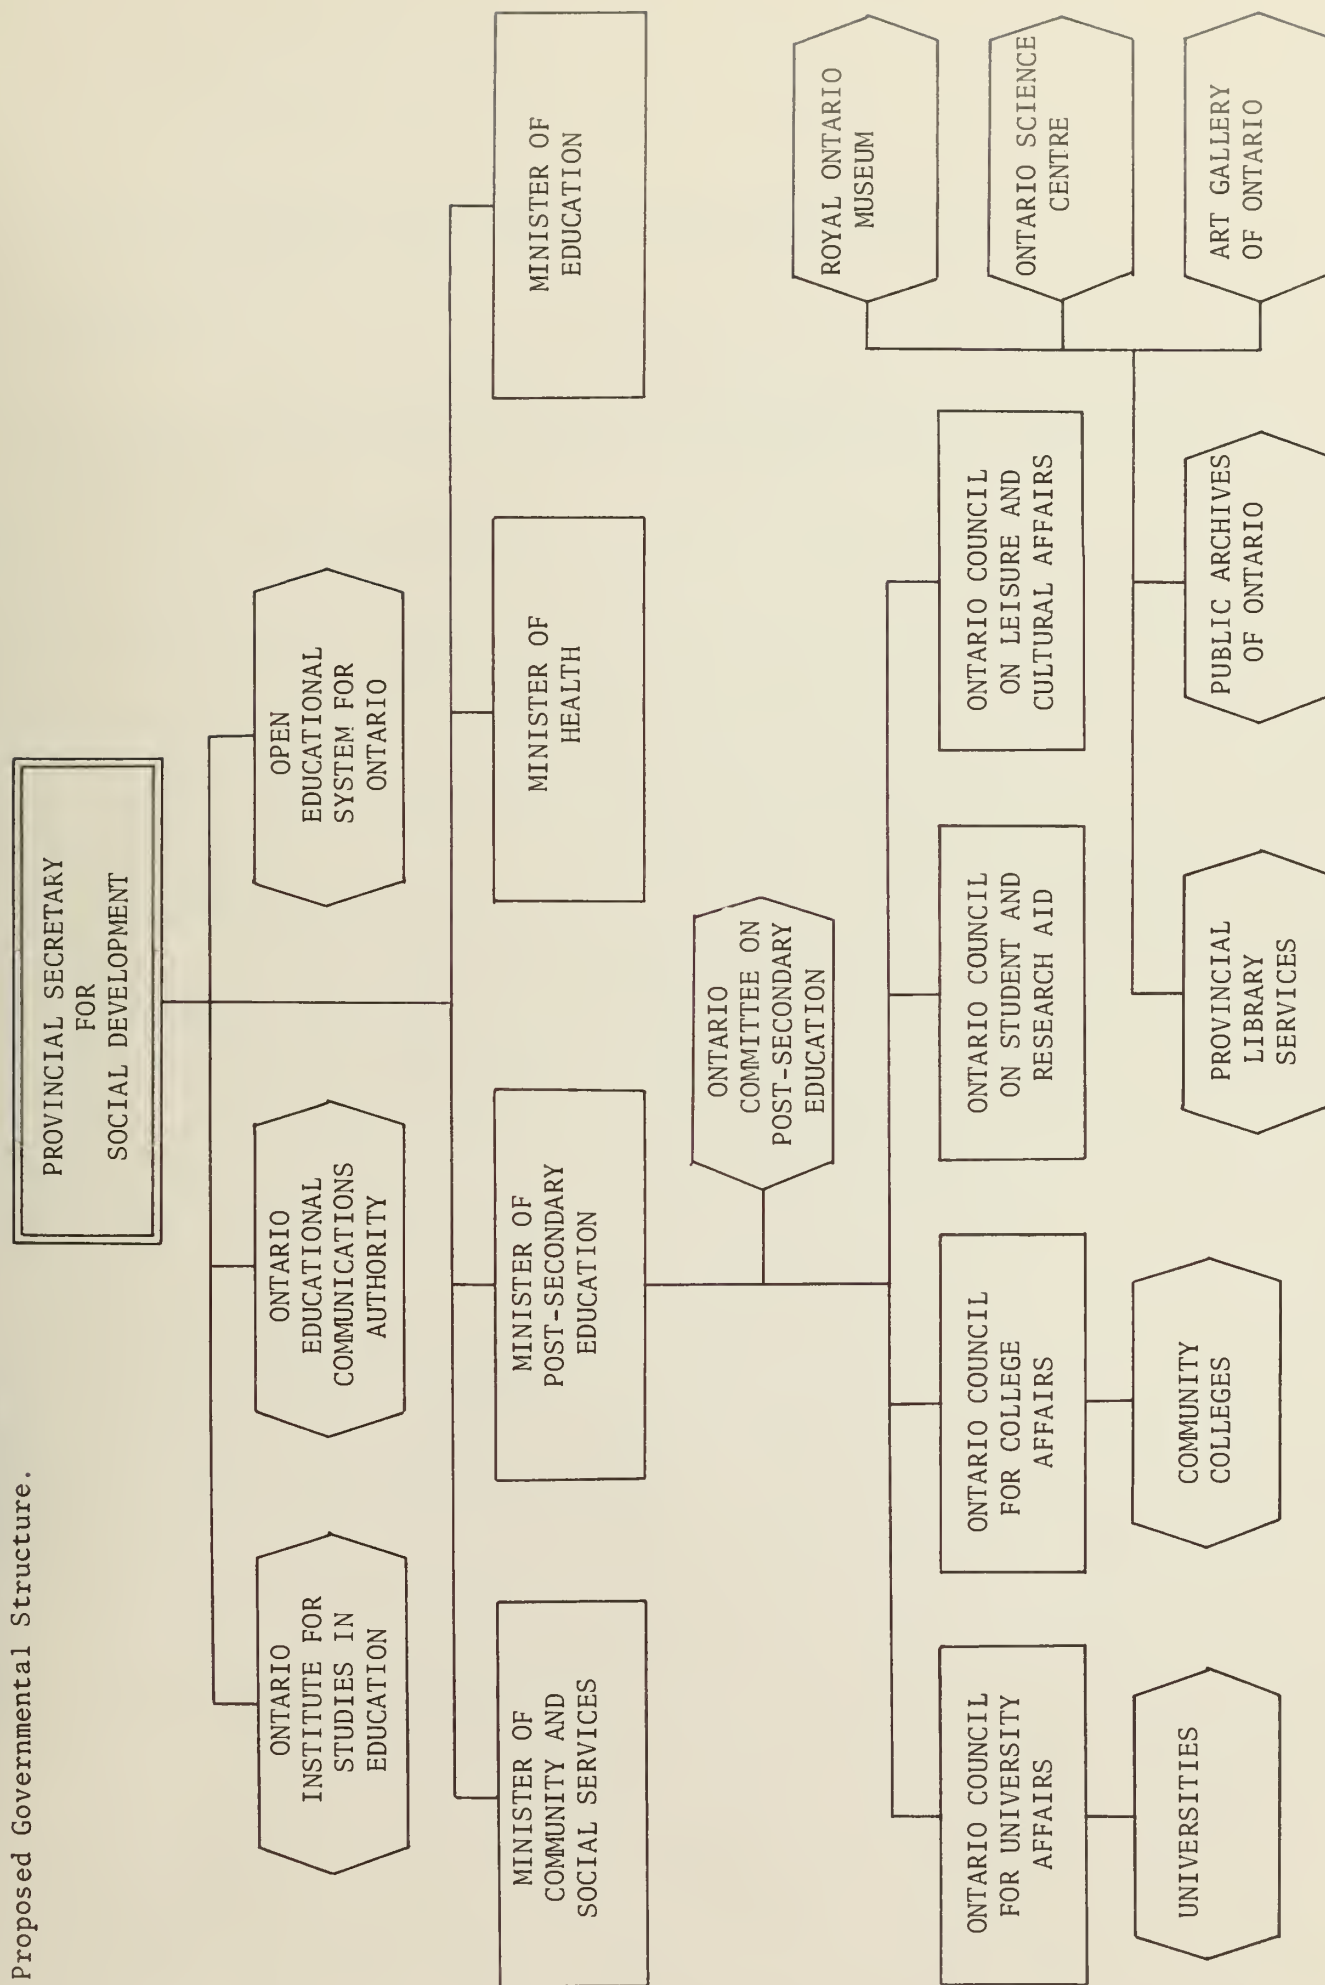 Proposed Governmental Structure.
PROVINCIAL SECRETARY
FOR
SOCIAL DEVELOPMENT
ONTARIO
INSTITUTE FOR
STUDIES IN
EDUCATION
ONTARIO
EDUCATIONAL
COMMUNICATIONS
AUTHORITY
OPEN
EDUCATIONAL
SYSTEM FOR
ONTARIO
MINISTER OF
COMMUNITY AND
SOCIAL SERVICES
MINISTER OF
POST-SECONDARY
EDUCATION
MINISTER OF
HEALTH
MINISTER OF
EDUCATION
ONTARIO
COMMITTEE ON
POST-SECONDARY
EDUCATION
ONTARIO COUNCIL
FOR UNIVERSITY
AFFAIRS
ONTARIO COUNCIL
FOR COLLEGE
AFFAIRS
ONTARIO COUNCIL
ON STUDENT AND
RESEARCH AID
ONTARIO COUNCIL
ON LEISURE AND
CULTURAL AFFAIRS
ROYAL ONTARIO
MUSEUM
ONTARIO SCIENCE
CENTRE
ART GALLERY
OF ONTARIO
UNIVERSITIES
COMMUNITY
COLLEGES
PROVINCIAL
LIBRARY
SERVICES
PUBLIC ARCHIVES
OF ONTARIO